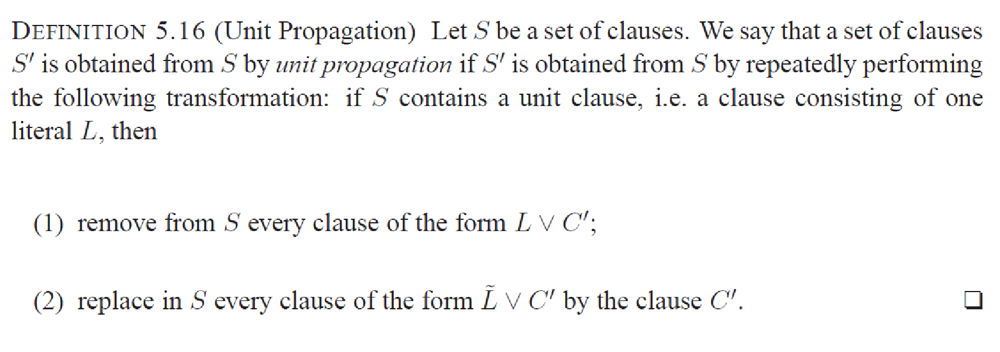 DEFINITION 5.16 (Unit Propagation) Let S be a set of clauses. We say that a set of clauses
S′ is obtained from S by unit propagation if S′ is obtained from S by repeatedly performing
the following transformation: if S contains a unit clause, i.e. a clause consisting of one
literal L, then
(1) remove from S every clause of the form L ∨ C′;
(2) replace in S every clause of the form L̃ ∨ C′ by the clause C′. ❑